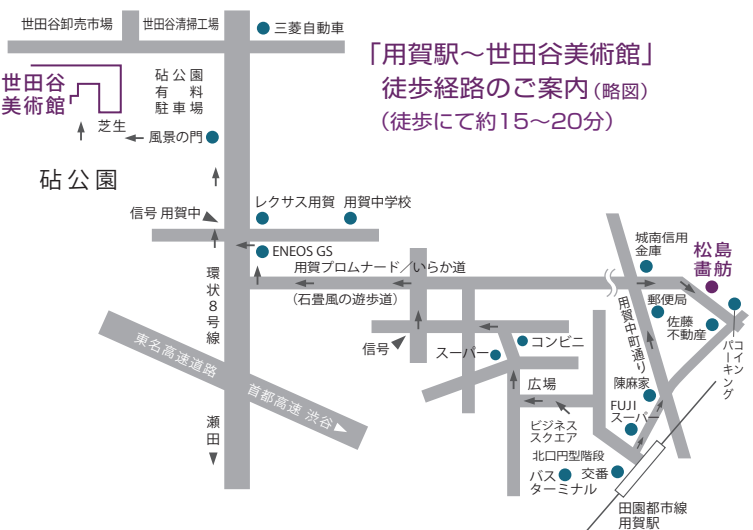 世田谷卸売市場
世田谷清掃工場
三菱自動車
「用賀駅〜世田谷美術館」
徒歩経路のご案内(略図)
(徒歩にて約15〜20分)
世田谷
美術館
砧公園
有料
駐車場
芝生
風景の門
砧公園
信号 用賀中
レクサス用賀
用賀中学校
ENEOS GS
用賀プロムナード／いらか道
(石畳風の遊歩道)
環状8号線
城南信用
金庫
松島
畫舫
郵便局
佐藤
不動産
コイン
パーキング
用賀中町通り
信号
スーパー
コンビニ
東名高速道路
首都高速 渋谷
瀬田
広場
陳麻家
FUJI
スーパー
ビジネス
スクエア
北口円型階段
バス
ターミナル
交番
田園都市線
用賀駅